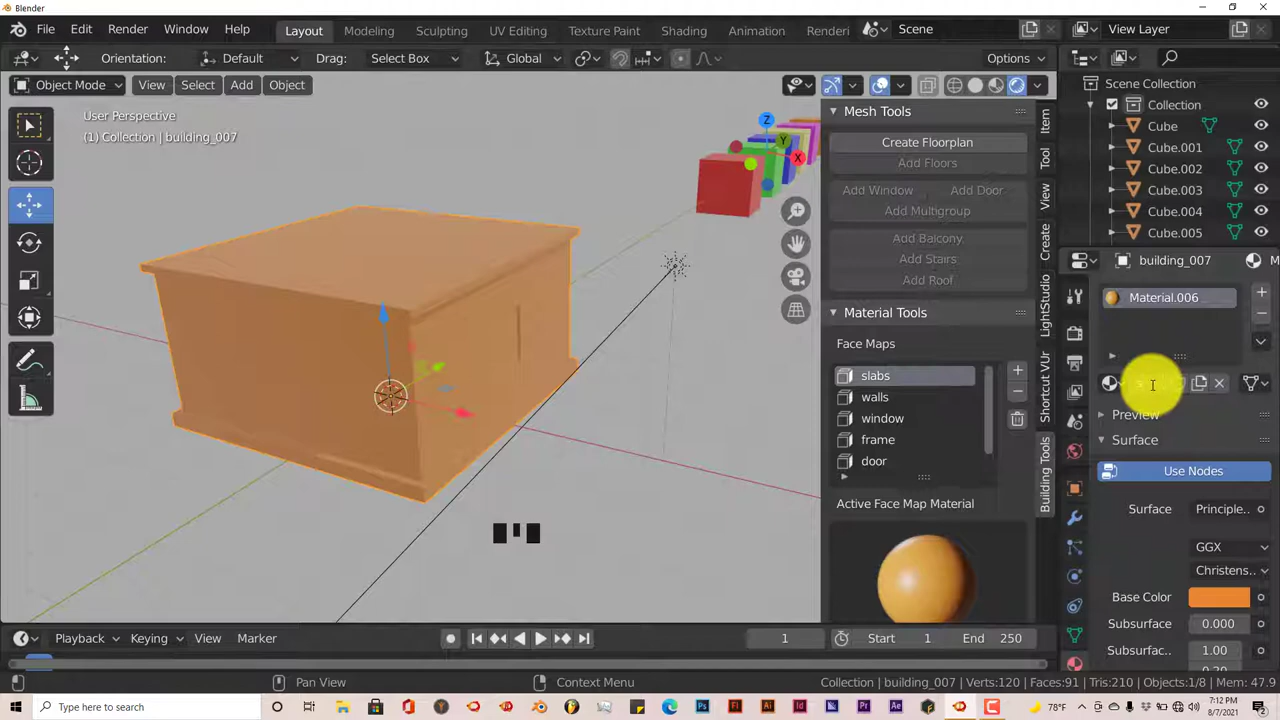 Blender
File Edit Render Window Help Layout Modeling Sculpting UV Editing Texture Paint Shading Animation Renderi Scene View Layer
Orientation: Default Drag: Select Box Global Options
Object Mode View Select Add Object
User Perspective
(1) Collection | building_007
Z
Y
X
Mesh Tools
Create Floorplan
Add Floors
Add Window Add Door
Add Multigroup
Add Balcony
Add Stairs
Add Roof
Material Tools
Face Maps
slabs
walls
window
frame
door
Active Face Map Material
Item
Tool
View
Create
LightStudio
Shortcut VUr
Building Tools
Scene Collection
Collection
Cube
Cube.001
Cube.002
Cube.003
Cube.004
Cube.005
building_007 M
Material.006
Preview
Surface
Use Nodes
Surface Principle..
GGX
Christens..
Base Color
Subsurface 0.000
Subsurfac.. 1.00
0.20
Playback Keying View Marker 1 Start 1 End 250
Pan View Context Menu Collection | building_007 | Verts:120 | Faces:91 | Tris:210 | Objects:1/8 | Mem: 47.9
Type here to search 78°F 7:12 PM
8/7/2021